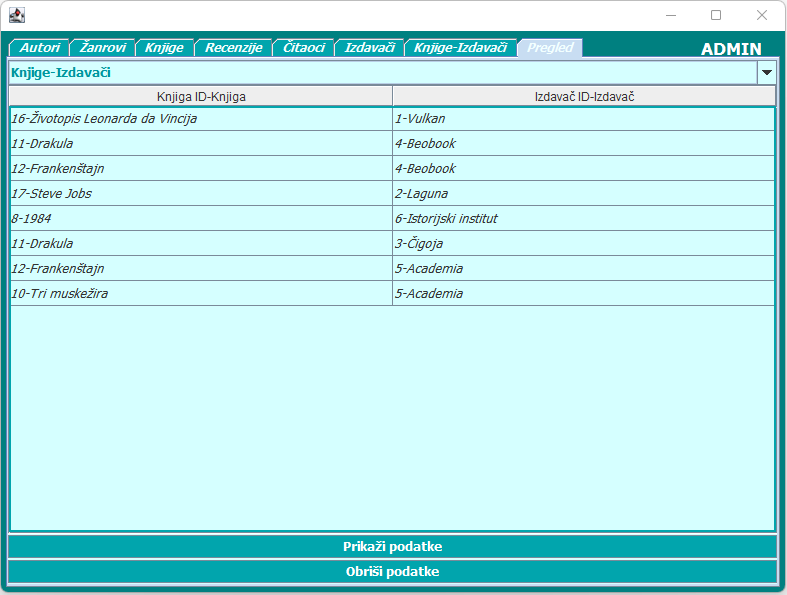 Autori Žanrovi Knjige Recenzije Čitaoci Izdavači Knjige-Izdavači Pregled ADMIN
Knjige-Izdavači
Knjiga ID-Knjiga Izdavač ID-Izdavač
16-Životopis Leonarda da Vincija 1-Vulkan
11-Drakula 4-Beobook
12-Frankenštajn 4-Beobook
17-Steve Jobs 2-Laguna
8-1984 6-Istorijski institut
11-Drakula 3-Čigoja
12-Frankenštajn 5-Academia
10-Tri muskežira 5-Academia
Prikaži podatke
Obriši podatke